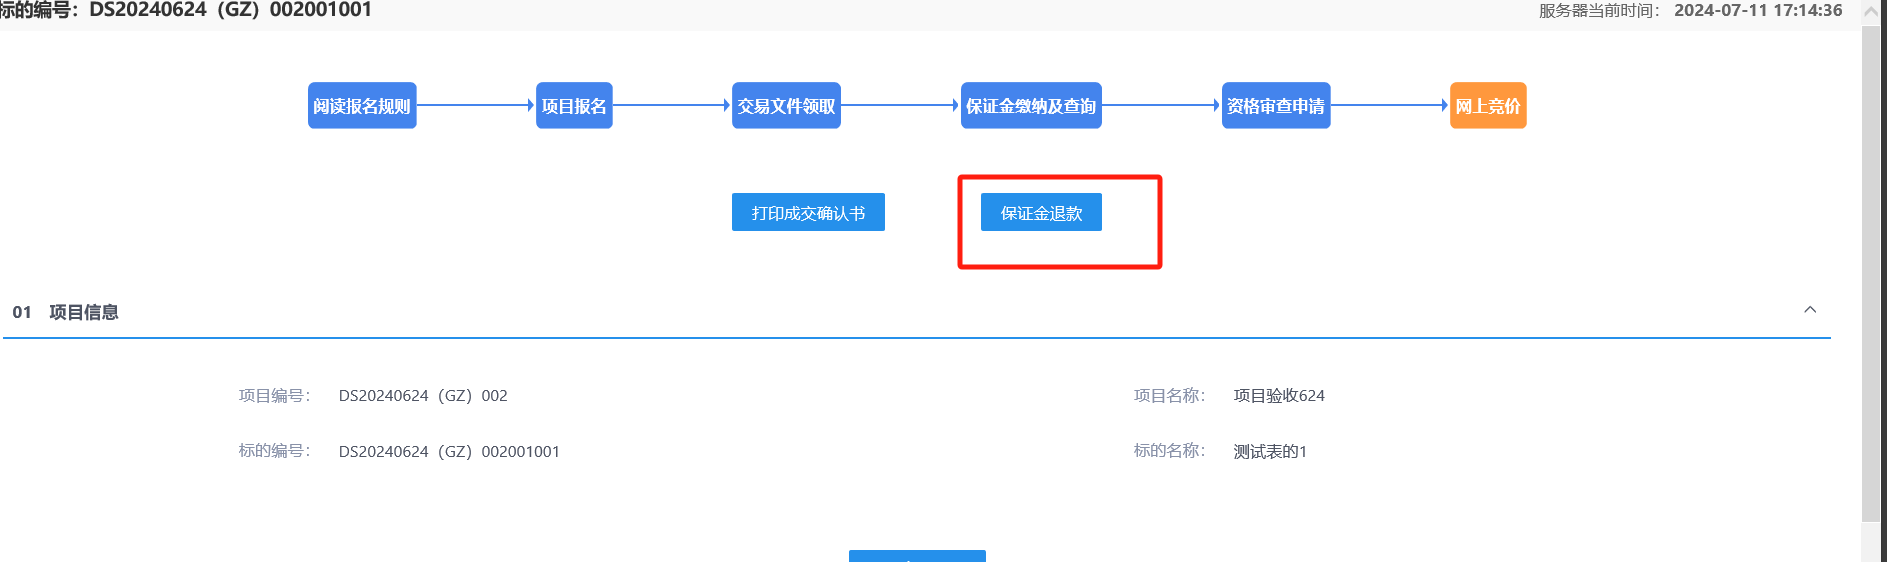 标的编号：DS20240624（GZ）002001001
服务器当前时间： 2024-07-11 17:14:36
阅读报名规则
项目报名
交易文件领取
保证金缴纳及查询
资格审查申请
网上竞价
打印成交确认书
保证金退款
01 项目信息
项目编号： DS20240624（GZ）002
项目名称： 项目验收624
标的编号： DS20240624（GZ）002001001
标的名称： 测试表的1